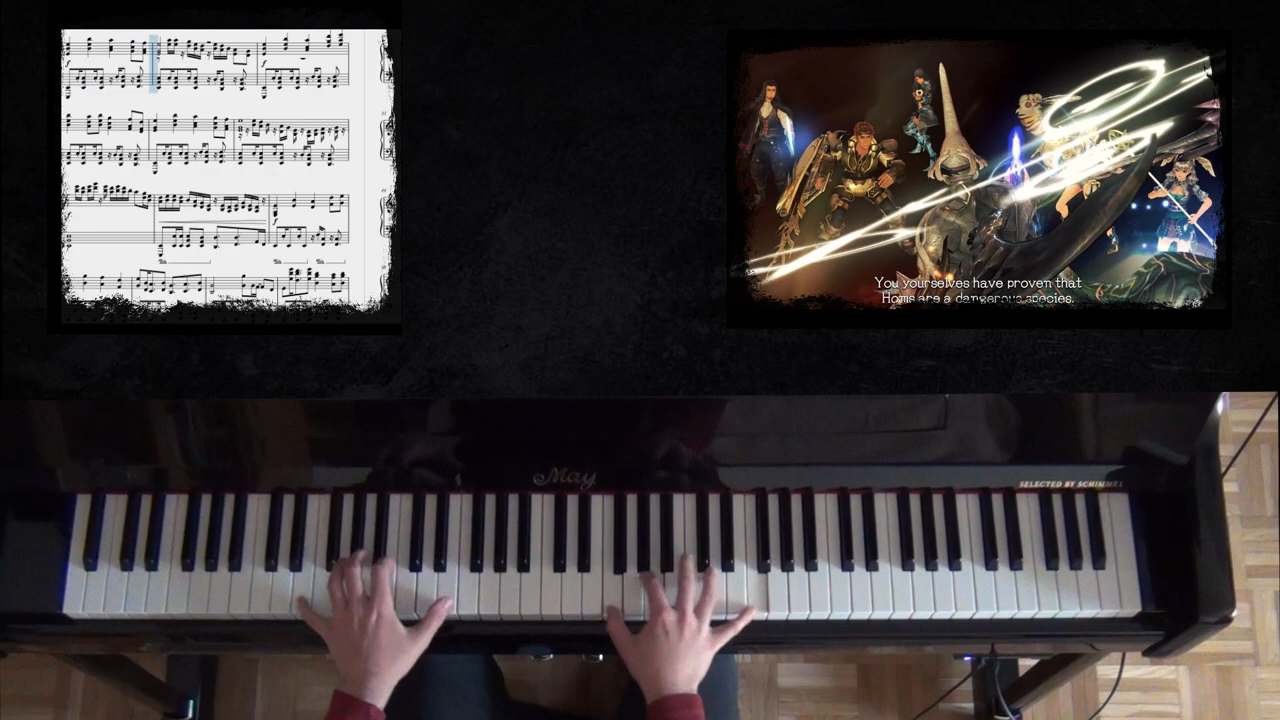 You yourselves have proven that
Homs are a dangerous species.
May
SELECTED BY SCHIMMEL